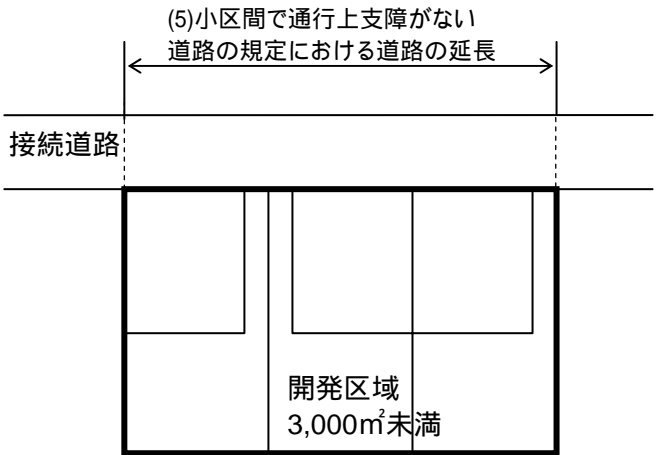 (5)小区間で通行上支障がない
道路の規定における道路の延長
接続道路
開発区域
3,000㎡未満